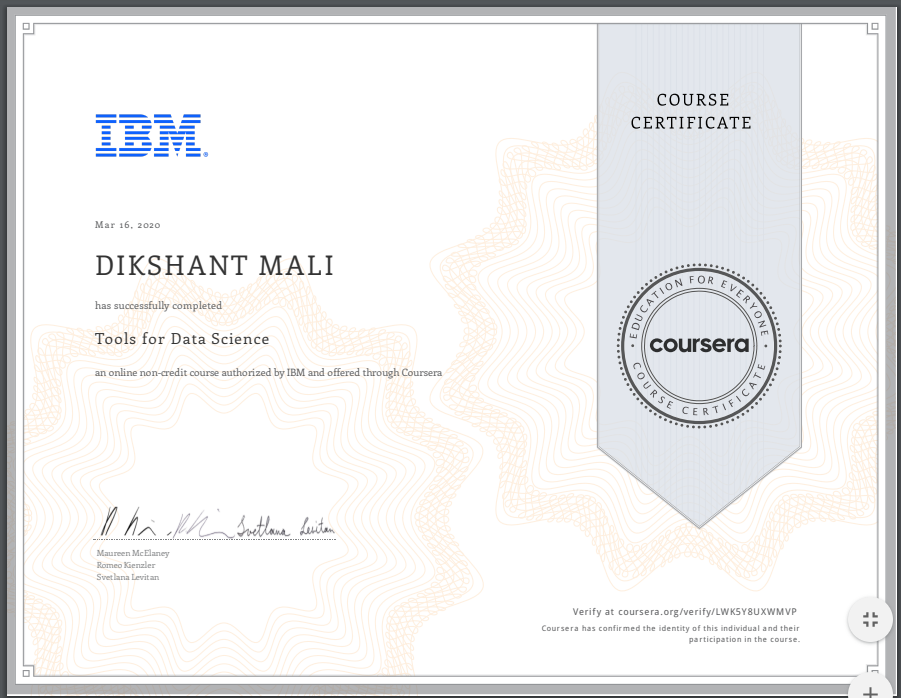 COURSE
CERTIFICATE
IBM®
Mar 16, 2020
DIKSHANT MALI
has successfully completed
Tools for Data Science
an online non-credit course authorized by IBM and offered through Coursera
EDUCATION FOR EVERYONE
coursera
COURSE CERTIFICATE
Svetlana Levitan
Maureen McElaney
Romeo Kienzler
Svetlana Levitan
Verify at coursera.org/verify/LWK5Y8UXWMVP
Coursera has confirmed the identity of this individual and their
participation in the course.